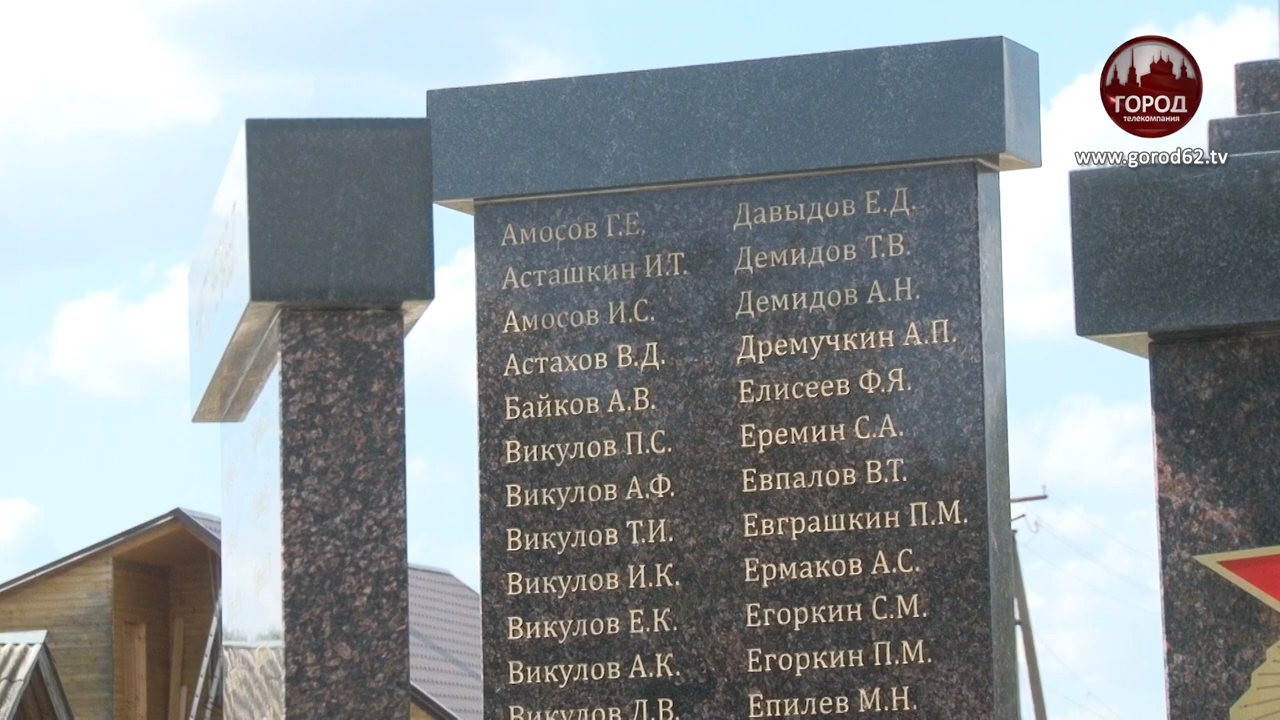 Амосов Г.Е.
Асташкин И.Т.
Амосов И.С.
Астахов В.Д.
Байков А.В.
Викулов П.С.
Викулов А.Ф.
Викулов Т.И.
Викулов И.К.
Викулов Е.К.
Викулов А.К.
Викулов Д.В.
Давыдов Е.Д.
Демидов Т.В.
Демидов А.Н.
Дремучкин А.П.
Елисеев Ф.Я.
Еремин С.А.
Евпалов В.Т.
Евграшкин П.М.
Ермаков А.С.
Егоркин С.М.
Егоркин П.М.
Епилев М.Н.
ГОРОД
телекомпания
www.gorod62.tv